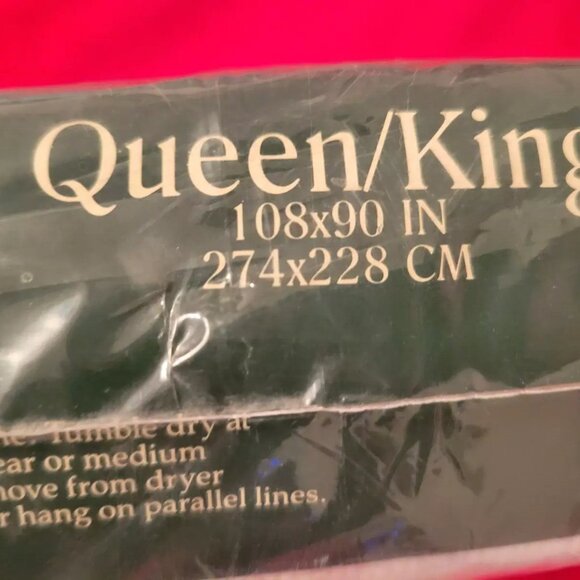 Queen/King
108x90 IN
274x228 CM
Tumble dry at
ear or medium
move from dryer
r hang on parallel lines.